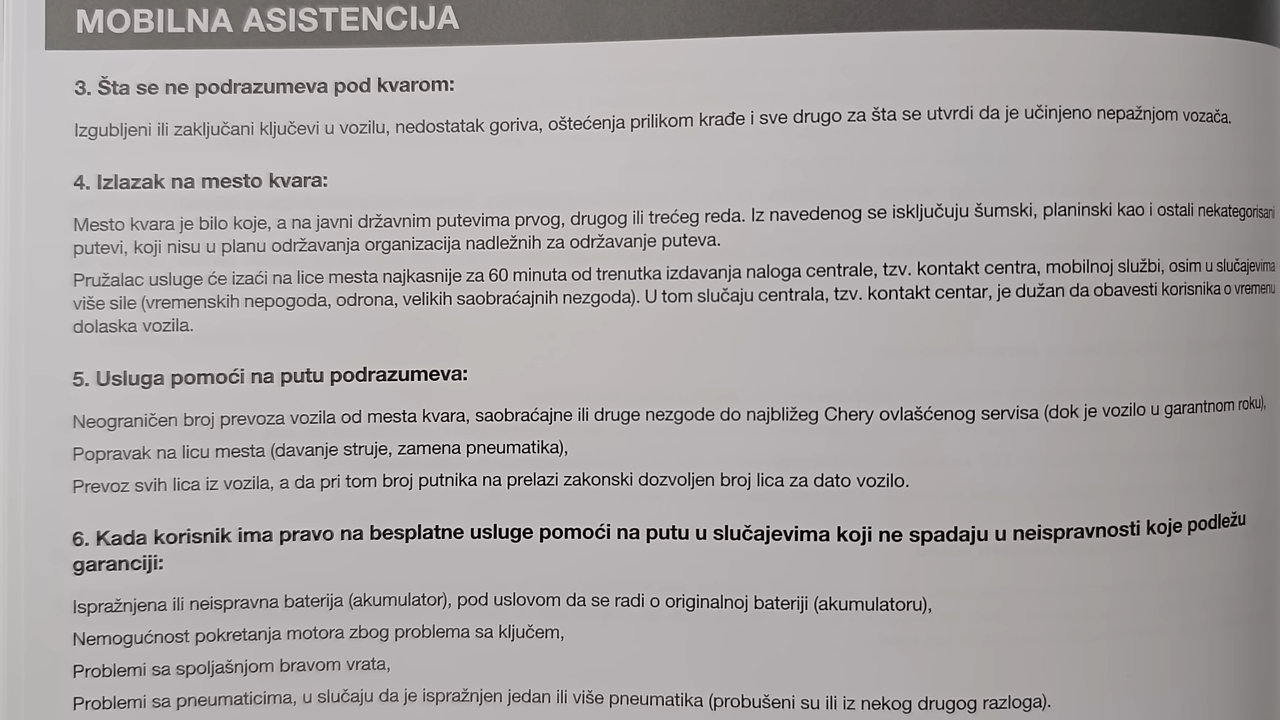 MOBILNA ASISTENCIJA
3. Šta se ne podrazumeva pod kvarom:
Izgubljeni ili zaključani ključevi u vozilu, nedostatak goriva, oštećenja prilikom krađe i sve drugo za šta se utvrdi da je učinjeno nepažnjom vozača.
4. Izlazak na mesto kvara:
Mesto kvara je bilo koje, a na javni državnim putevima prvog, drugog ili trećeg reda. Iz navedenog se isključuju šumski, planinski kao i ostali nekategorisani
putevi, koji nisu u planu održavanja organizacija nadležnih za održavanje puteva.
Pružalac usluge će izaći na lice mesta najkasnije za 60 minuta od trenutka izdavanja naloga centrale, tzv. kontakt centra, mobilnoj službi, osim u slučajevima
više sile (vremenskih nepogoda, odrona, velikih saobraćajnih nezgoda). U tom slučaju centrala, tzv. kontakt centar, je dužan da obavesti korisnika o vremenu
dolaska vozila.
5. Usluga pomoći na putu podrazumeva:
Neograničen broj prevoza vozila od mesta kvara, saobraćajne ili druge nezgode do najbližeg Chery ovlašćenog servisa (dok je vozilo u garantnom roku),
Popravak na licu mesta (davanje struje, zamena pneumatika),
Prevoz svih lica iz vozila, a da pri tom broj putnika na prelazi zakonski dozvoljen broj lica za dato vozilo.
6. Kada korisnik ima pravo na besplatne usluge pomoći na putu u slučajevima koji ne spadaju u neispravnosti koje podležu
garanciji:
Ispražnjena ili neispravna baterija (akumulator), pod uslovom da se radi o originalnoj bateriji (akumulatoru),
Nemogućnost pokretanja motora zbog problema sa ključem,
Problemi sa spoljašnjom bravom vrata,
Problemi sa pneumaticima, u slučaju da je ispražnjen jedan ili više pneumatika (probušeni su ili iz nekog drugog razloga).